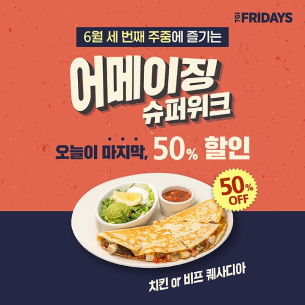 TGI FRIDAYS
6월 세 번째 주중에 즐기는
어메이징
슈퍼위크
오늘이 마지막, 50% 할인
50%
OFF
치킨 or 비프 퀘사디아